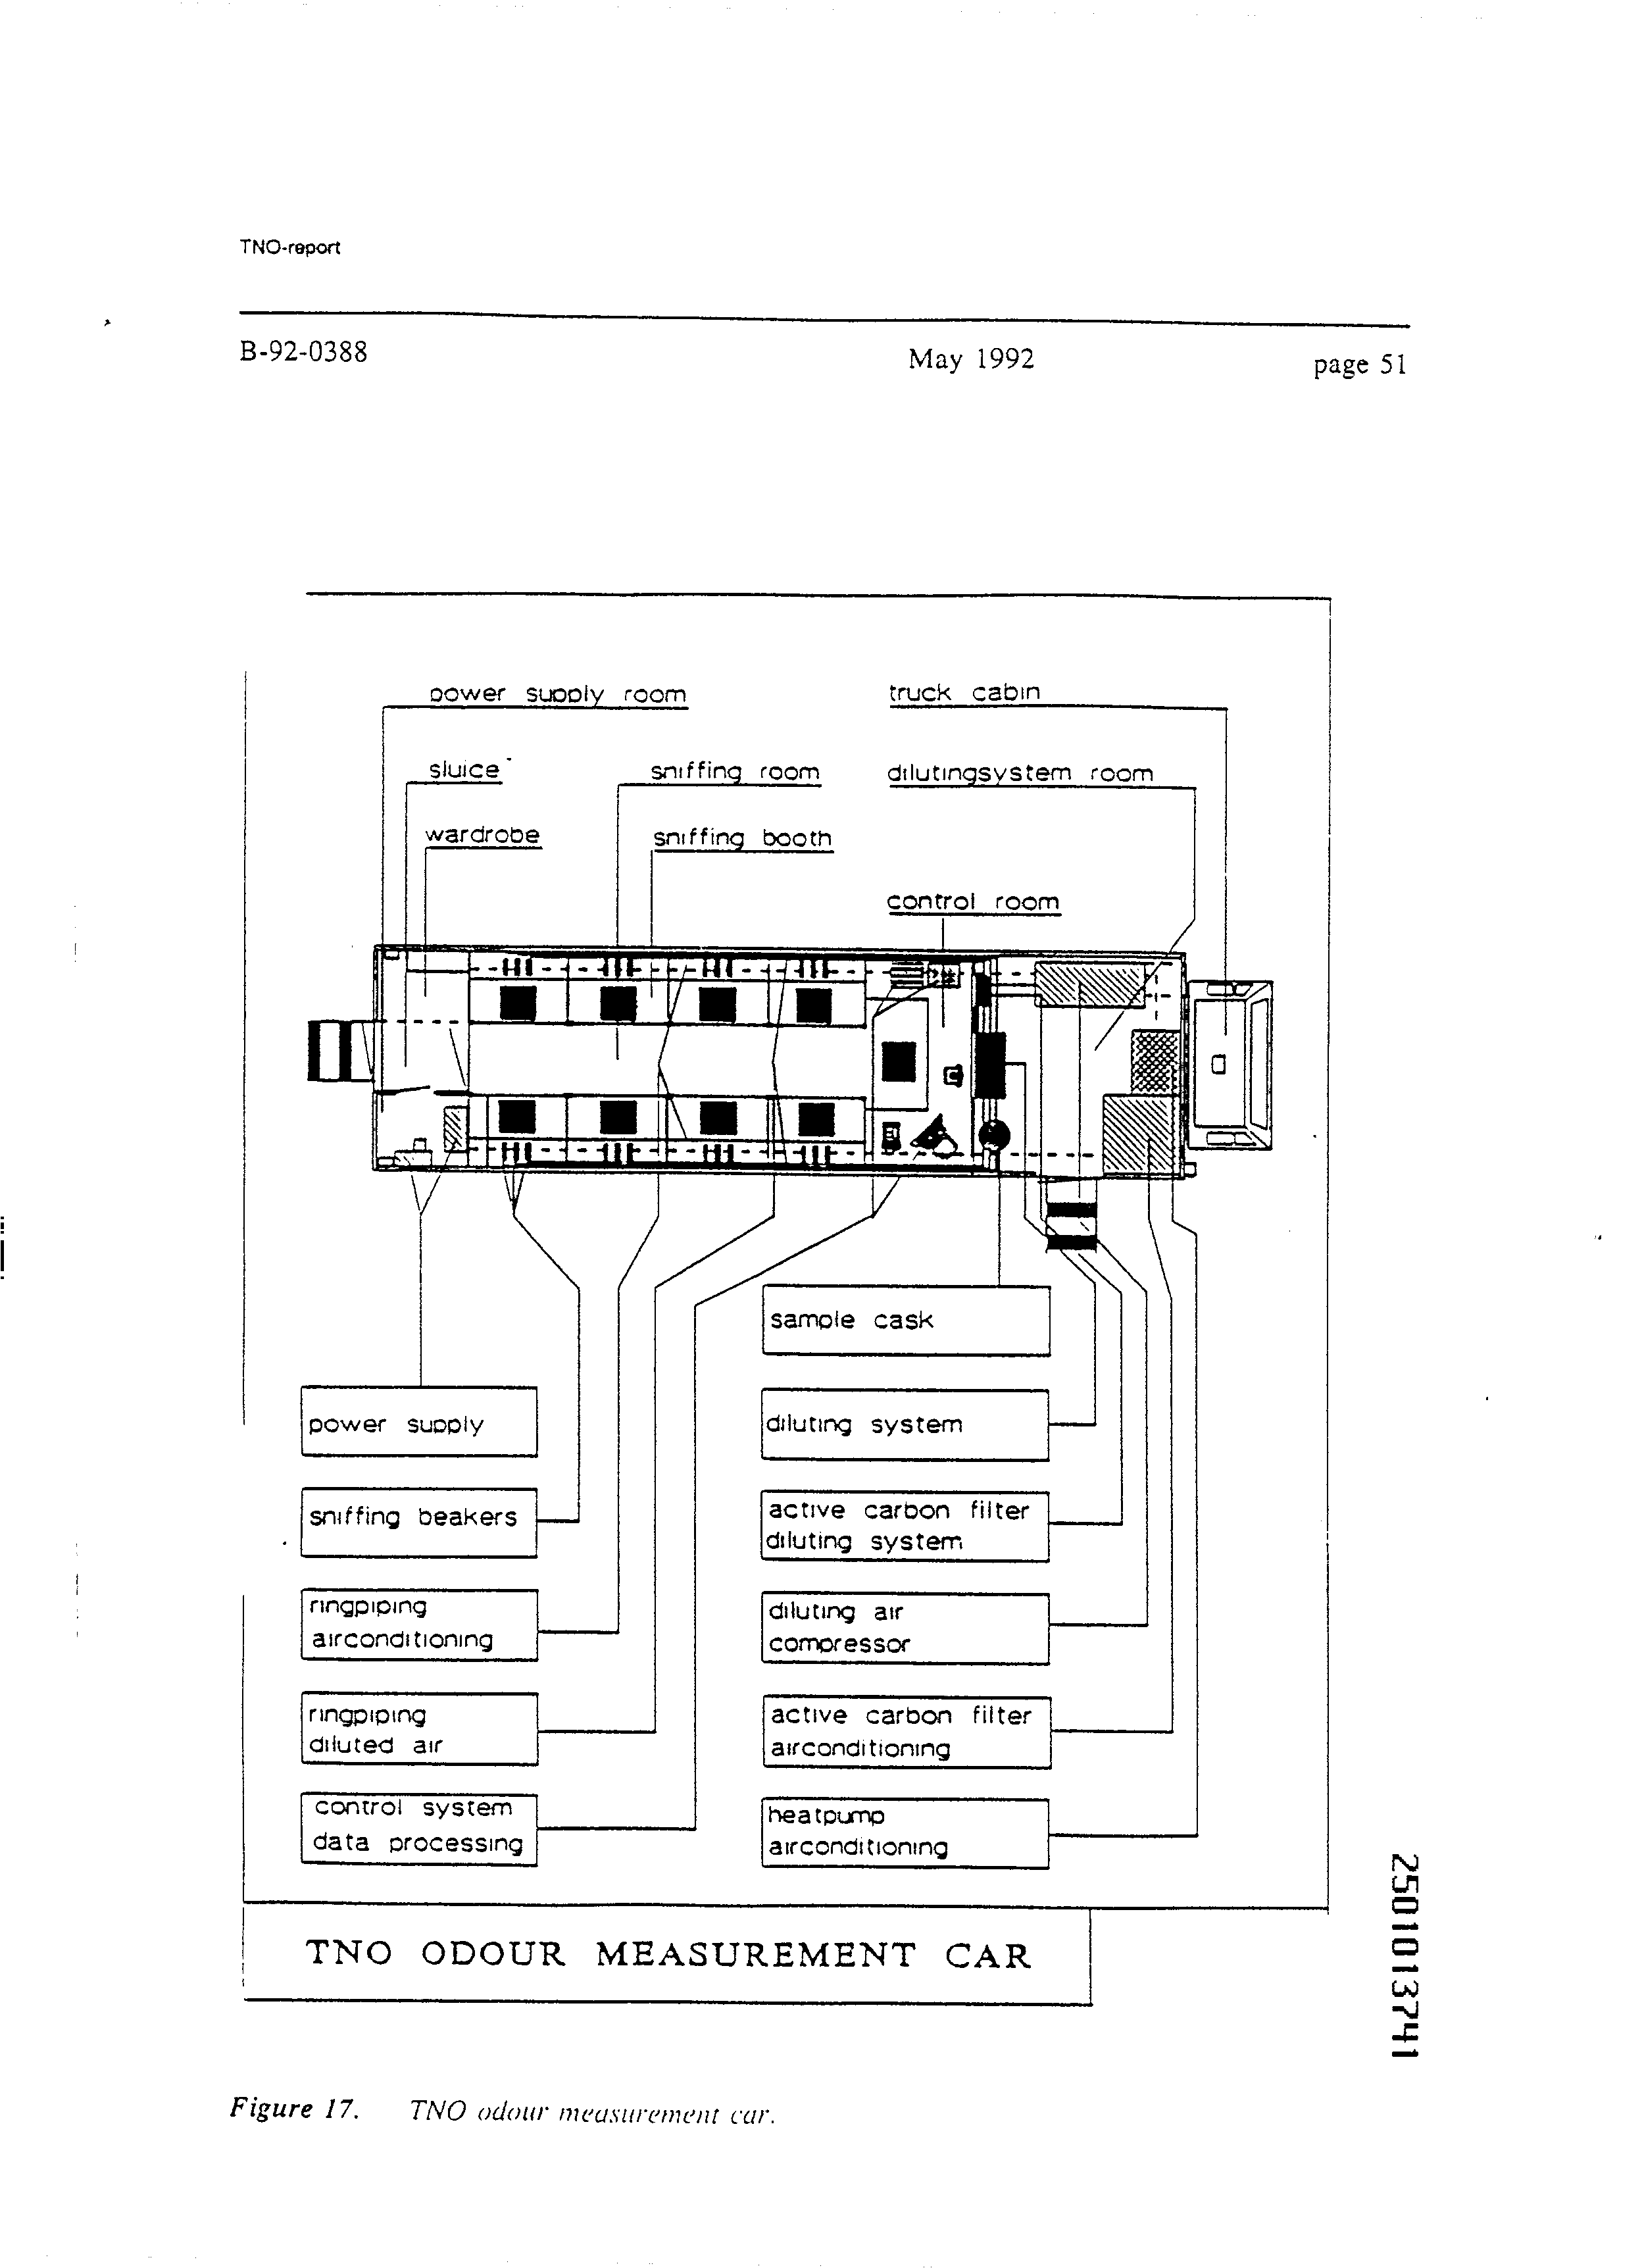 TNO-report
B-92-0388 May 1992 page 51
power supply room truck cabin
sluice sniffing room dilutingsystem room
wardrobe sniffing booth
control room
sample cask
power supply
diluting system
sniffing beakers
active carbon filter
diluting system
ringpiping
airconditioning
diluting air
compressor
ringpiping
diluted air
active carbon filter
airconditioning
control system
data processing
heatpump
airconditioning
TNO ODOUR MEASUREMENT CAR
2501013741
Figure 17. TNO odour measurement car.